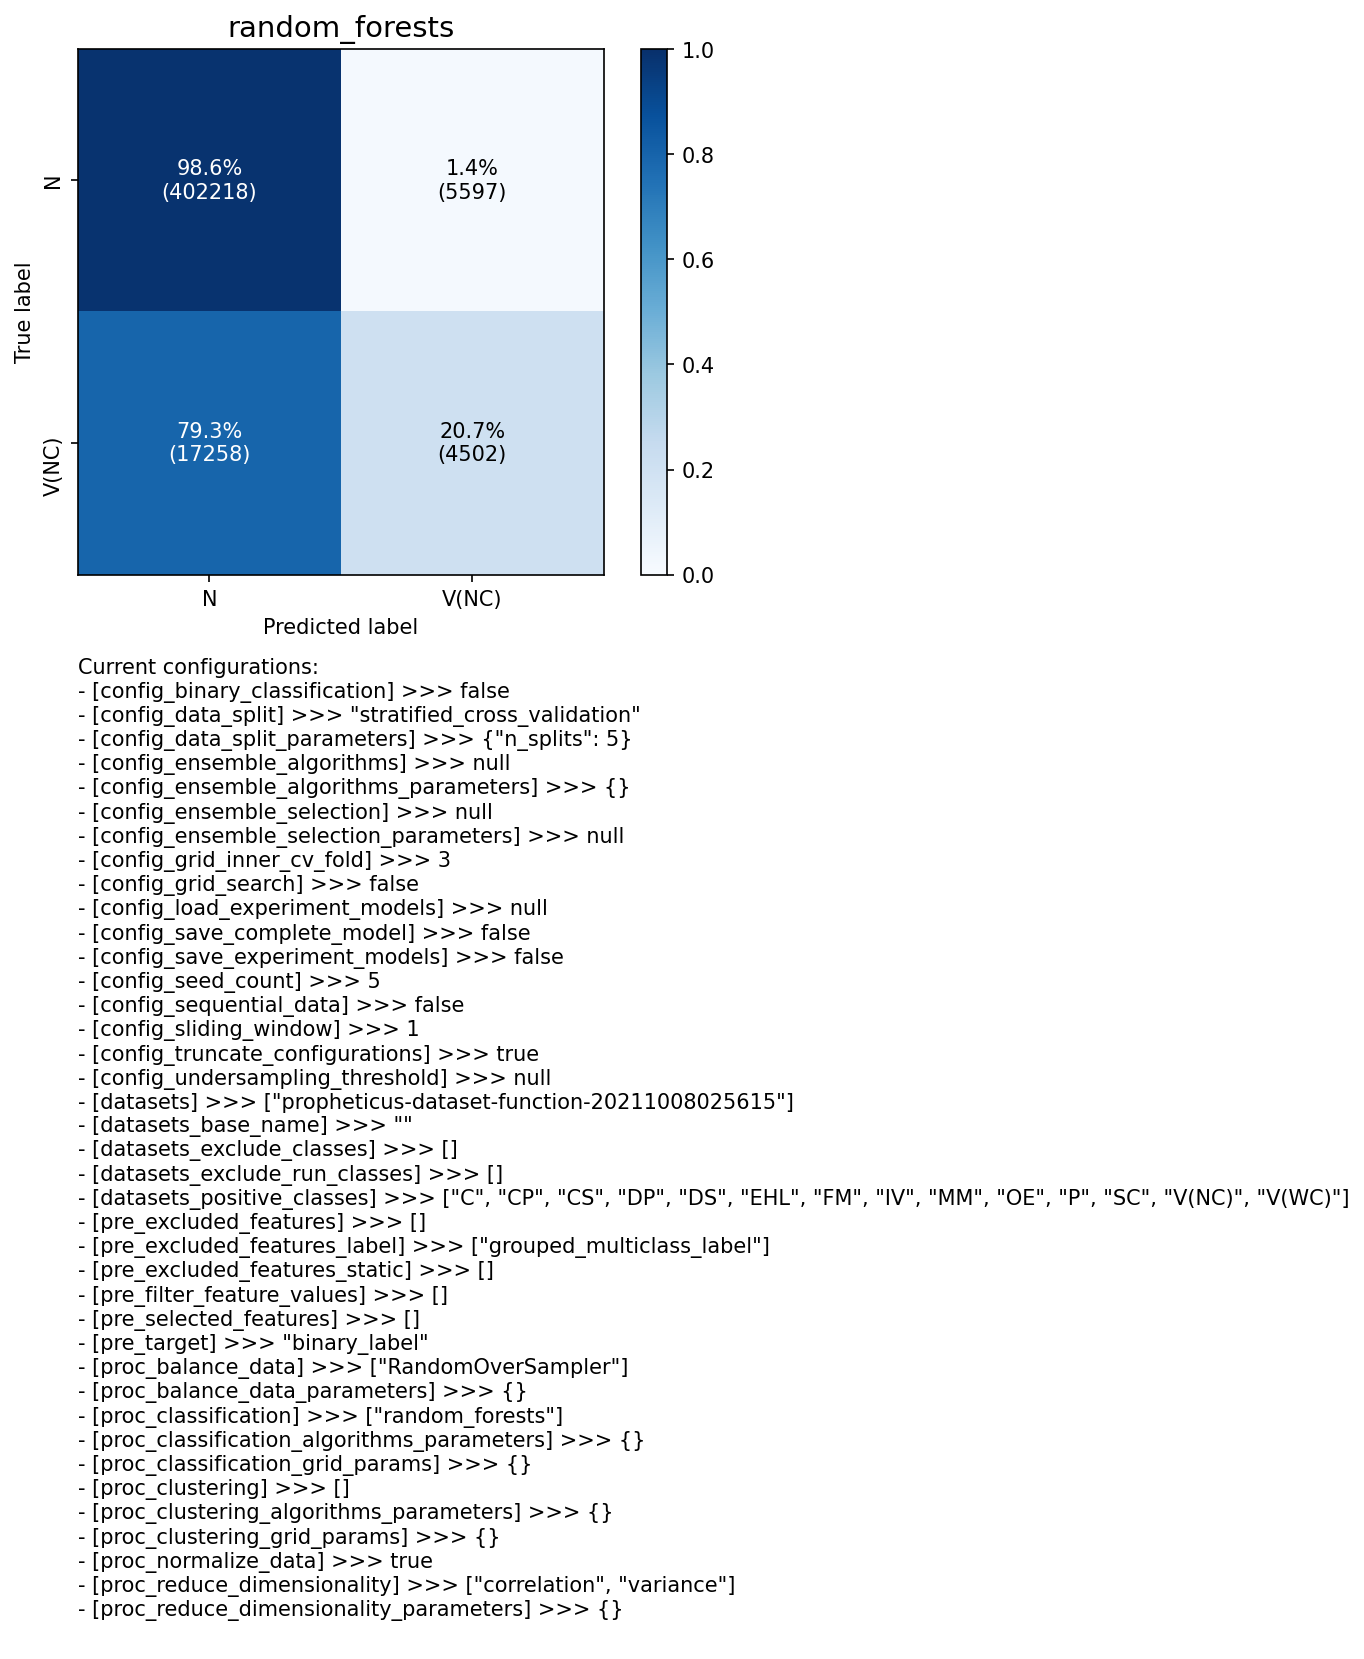 random_forests
1.0
98.6%
(402218)
1.4%
(5597)
0.8
N
0.6
True label
0.4
79.3%
(17258)
20.7%
(4502)
V(NC)
0.2
0.0
N
V(NC)
Predicted label
Current configurations:
- [config_binary_classification] >>> false
- [config_data_split] >>> "stratified_cross_validation"
- [config_data_split_parameters] >>> {"n_splits": 5}
- [config_ensemble_algorithms] >>> null
- [config_ensemble_algorithms_parameters] >>> {}
- [config_ensemble_selection] >>> null
- [config_ensemble_selection_parameters] >>> null
- [config_grid_inner_cv_fold] >>> 3
- [config_grid_search] >>> false
- [config_load_experiment_models] >>> null
- [config_save_complete_model] >>> false
- [config_save_experiment_models] >>> false
- [config_seed_count] >>> 5
- [config_sequential_data] >>> false
- [config_sliding_window] >>> 1
- [config_truncate_configurations] >>> true
- [config_undersampling_threshold] >>> null
- [datasets] >>> ["propheticus-dataset-function-20211008025615"]
- [datasets_base_name] >>> ""
- [datasets_exclude_classes] >>> []
- [datasets_exclude_run_classes] >>> []
- [datasets_positive_classes] >>> ["C", "CP", "CS", "DP", "DS", "EHL", "FM", "IV", "MM", "OE", "P", "SC", "V(NC)", "V(WC)"]
- [pre_excluded_features] >>> []
- [pre_excluded_features_label] >>> ["grouped_multiclass_label"]
- [pre_excluded_features_static] >>> []
- [pre_filter_feature_values] >>> []
- [pre_selected_features] >>> []
- [pre_target] >>> "binary_label"
- [proc_balance_data] >>> ["RandomOverSampler"]
- [proc_balance_data_parameters] >>> {}
- [proc_classification] >>> ["random_forests"]
- [proc_classification_algorithms_parameters] >>> {}
- [proc_classification_grid_params] >>> {}
- [proc_clustering] >>> []
- [proc_clustering_algorithms_parameters] >>> {}
- [proc_clustering_grid_params] >>> {}
- [proc_normalize_data] >>> true
- [proc_reduce_dimensionality] >>> ["correlation", "variance"]
- [proc_reduce_dimensionality_parameters] >>> {}